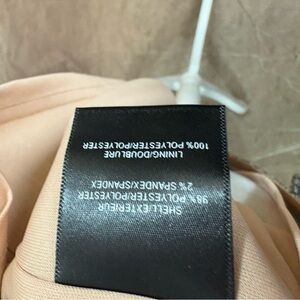 SHELL/EXTERIEUR
98% POLYESTER/POLYESTER
2% SPANDEX/SPANDEX
LINING/DOUBLURE
100% POLYESTER/POLYESTER